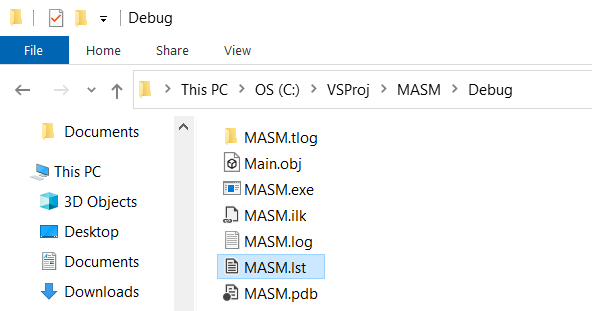 Debug
File Home Share View
This PC OS (C:) VSProj MASM Debug
Documents
This PC
3D Objects
Desktop
Documents
Downloads
MASM.tlog
Main.obj
MASM.exe
MASM.ilk
MASM.log
MASM.lst
MASM.pdb